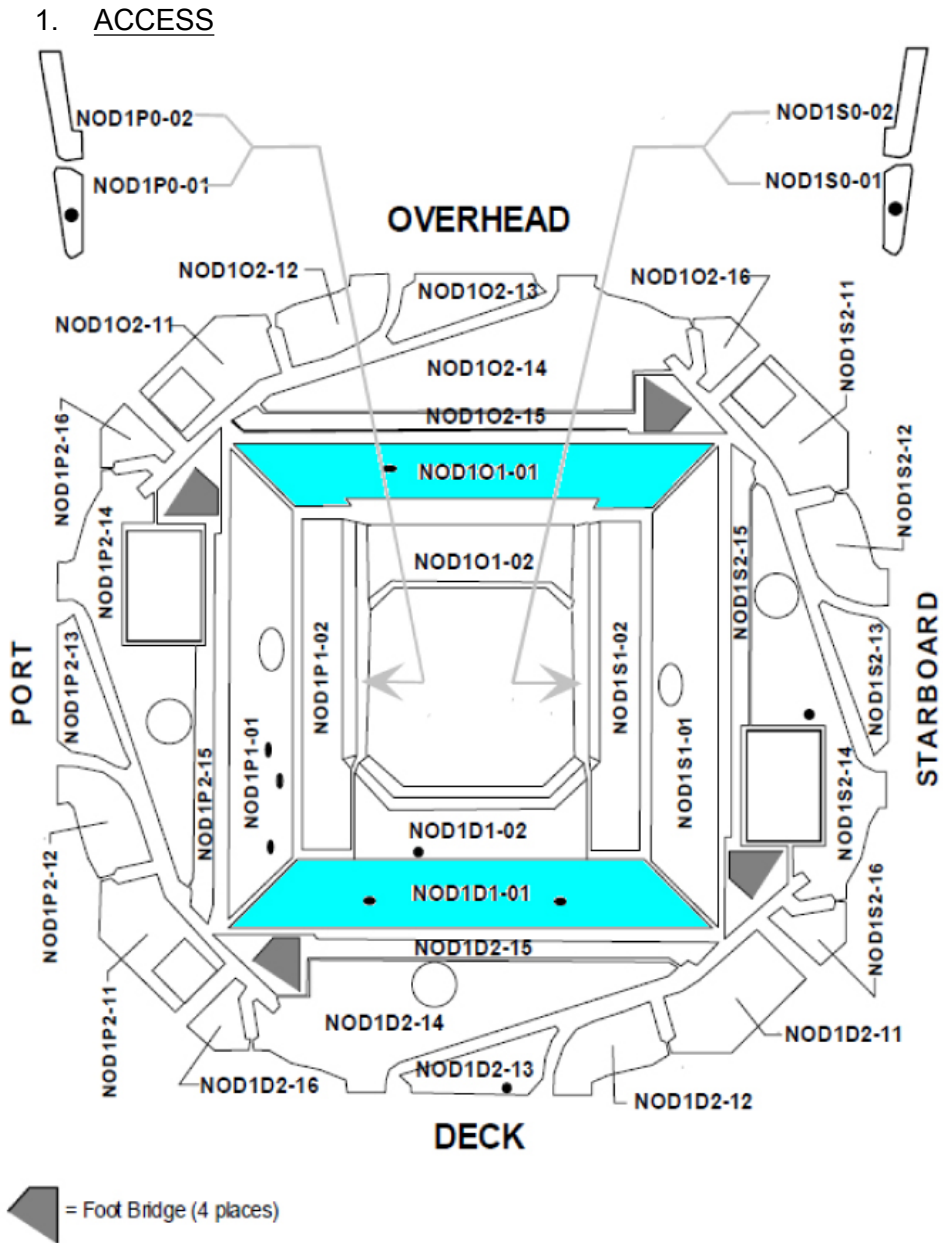 1. ACCESS
NOD1P0-02
NOD1S0-02
NOD1P0-01
NOD1S0-01
OVERHEAD
NOD1O2-12
NOD1O2-13
NOD1O2-16
NOD1S2-11
NOD1O2-11
NOD1O2-14
NOD1P2-16
NOD1O2-15
NOD1S2-12
NOD1O1-01
NOD1P2-14
NOD1O1-02
NOD1S2-15
PORT
NOD1P2-13
NOD1P1-02
NOD1S1-02
NOD1S2-13
STARBOARD
NOD1P1-01
NOD1S1-01
NOD1P2-15
NOD1S2-14
NOD1D1-02
NOD1P2-12
NOD1D1-01
NOD1S2-16
NOD1D2-15
NOD1P2-11
NOD1D2-14
NOD1D2-11
NOD1D2-13
NOD1D2-16
NOD1D2-12
DECK
= Foot Bridge (4 places)